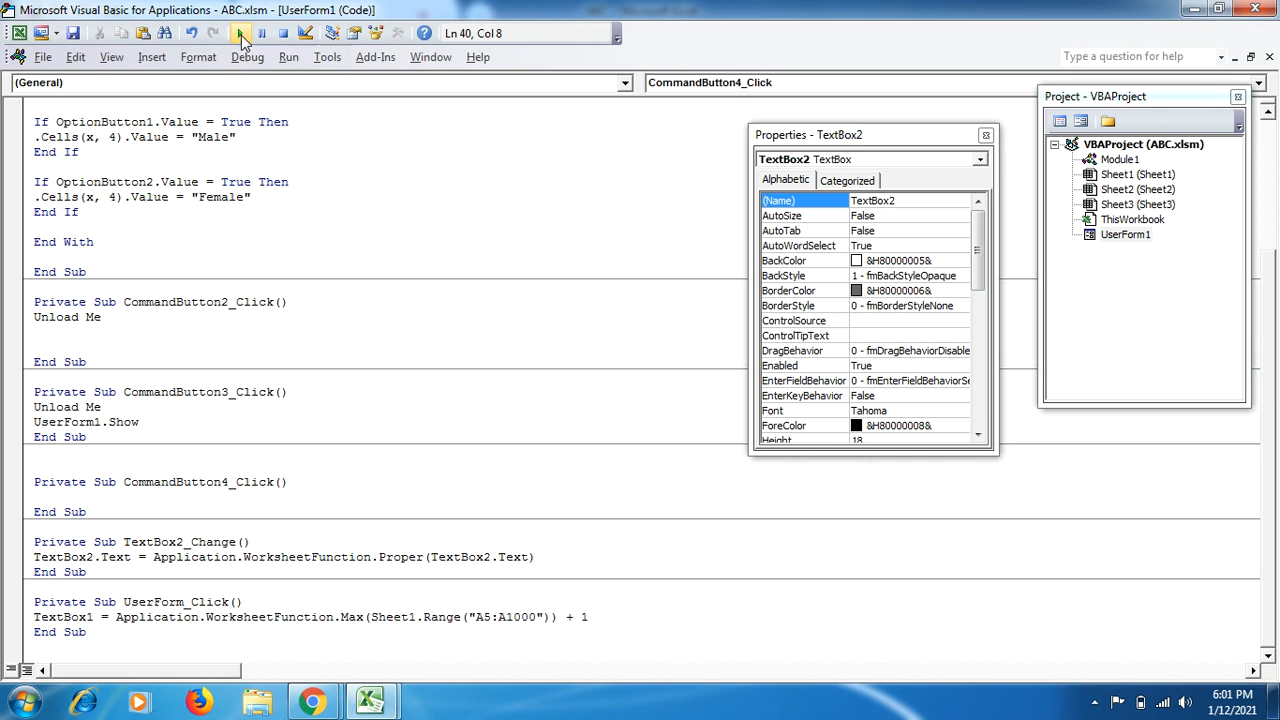 Microsoft Visual Basic for Applications - ABC.xlsm - [UserForm1 (Code)]
Ln 40, Col 8
File Edit View Insert Format Debug Run Tools Add-Ins Window Help
Type a question for help
(General)
CommandButton4_Click
If OptionButton1.Value = True Then
.Cells(x, 4).Value = "Male"
End If
If OptionButton2.Value = True Then
.Cells(x, 4).Value = "Female"
End If
End With
End Sub
Private Sub CommandButton2_Click()
Unload Me
End Sub
Private Sub CommandButton3_Click()
Unload Me
UserForm1.Show
End Sub
Private Sub CommandButton4_Click()
End Sub
Private Sub TextBox2_Change()
TextBox2.Text = Application.WorksheetFunction.Proper(TextBox2.Text)
End Sub
Private Sub UserForm_Click()
TextBox1 = Application.WorksheetFunction.Max(Sheet1.Range("A5:A1000")) + 1
End Sub
Properties - TextBox2
TextBox2 TextBox
Alphabetic Categorized
(Name) TextBox2
AutoSize False
AutoTab False
AutoWordSelect True
BackColor &H80000005&
BackStyle 1 - fmBackStyleOpaque
BorderColor &H80000006&
BorderStyle 0 - fmBorderStyleNone
ControlSource
ControlTipText
DragBehavior 0 - fmDragBehaviorDisable
Enabled True
EnterFieldBehavior 0 - fmEnterFieldBehaviorSe
EnterKeyBehavior False
Font Tahoma
ForeColor &H80000008&
Height 18
Project - VBAProject
VBAProject (ABC.xlsm)
Module1
Sheet1 (Sheet1)
Sheet2 (Sheet2)
Sheet3 (Sheet3)
ThisWorkbook
UserForm1
6:01 PM
1/12/2021